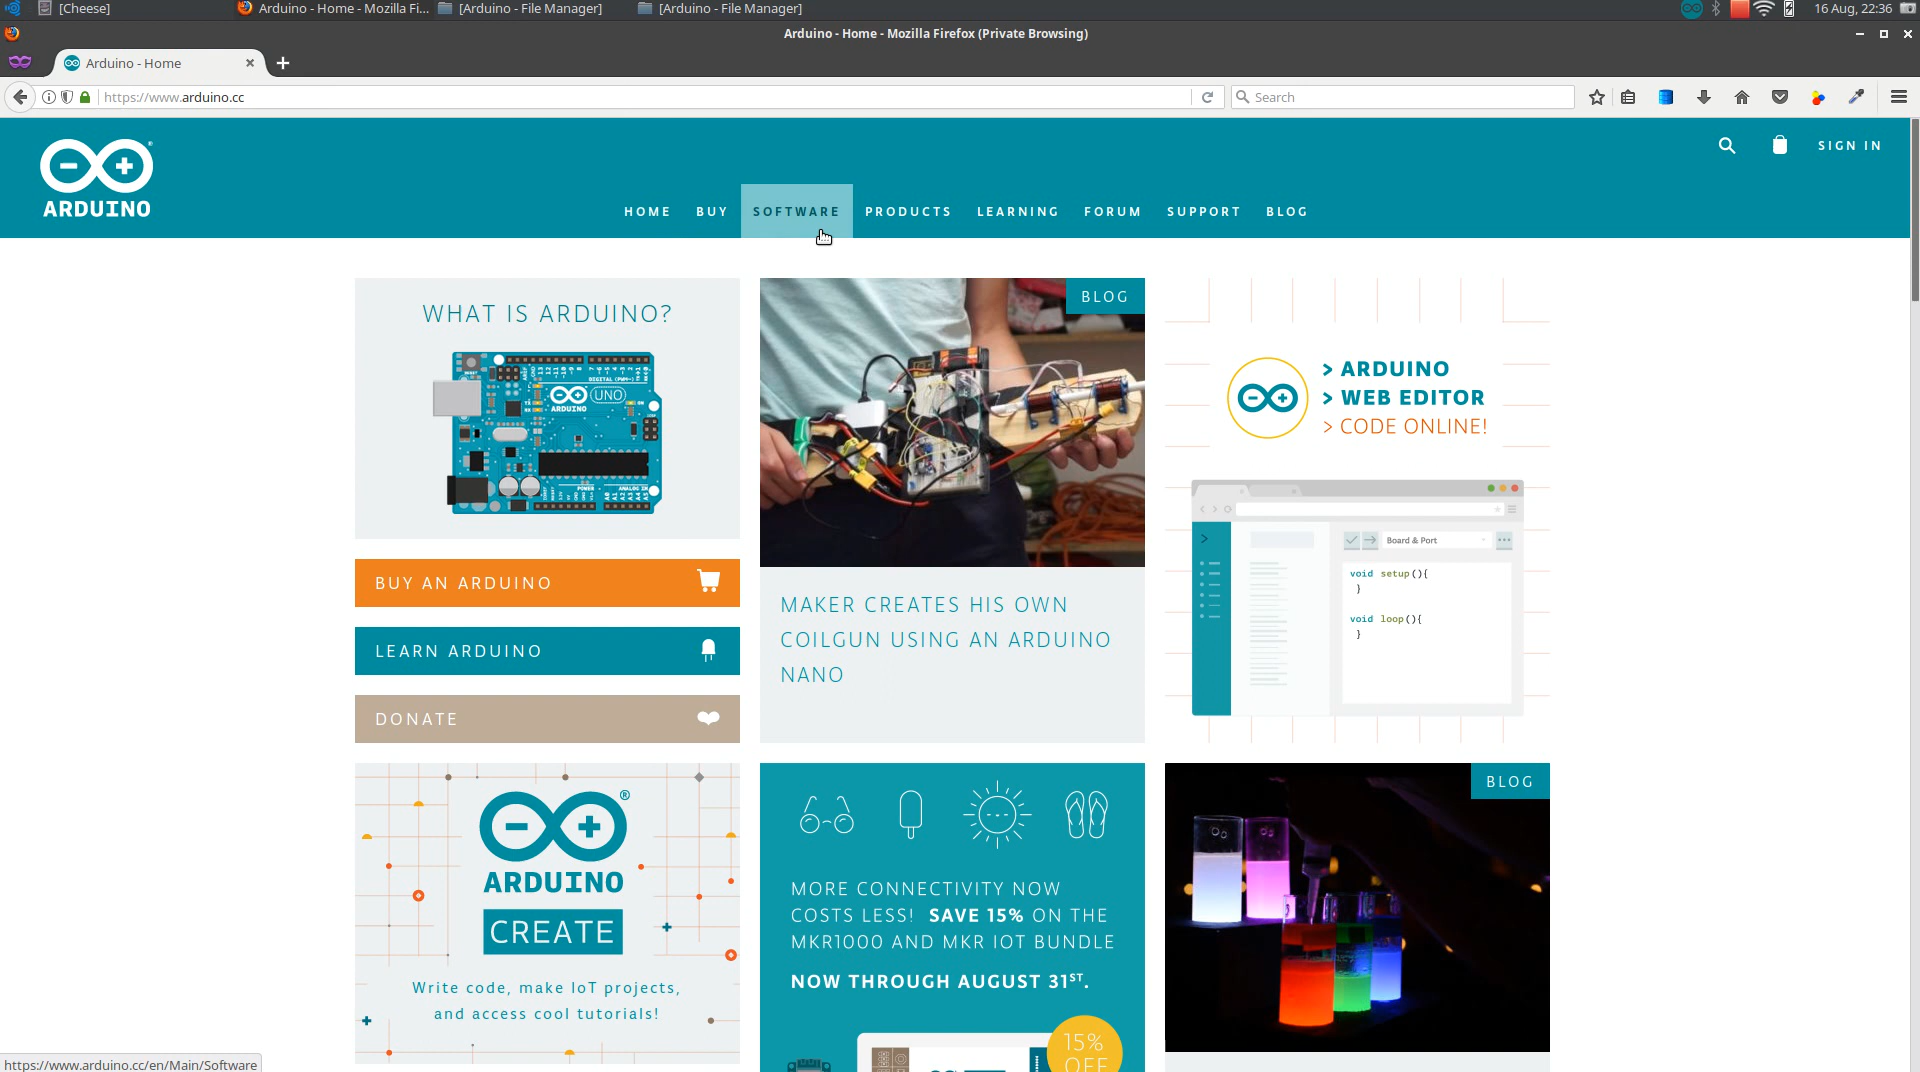 [Cheese]
Arduino - Home - Mozilla Fi...
[Arduino - File Manager]
[Arduino - File Manager]
16 Aug, 22:36
Arduino - Home - Mozilla Firefox (Private Browsing)
Arduino - Home
https://www.arduino.cc
Search
ARDUINO
SIGN IN
HOME
BUY
SOFTWARE
PRODUCTS
LEARNING
FORUM
SUPPORT
BLOG
WHAT IS ARDUINO?
ARDUINO
UNO
BUY AN ARDUINO
LEARN ARDUINO
DONATE
BLOG
MAKER CREATES HIS OWN
COILGUN USING AN ARDUINO
NANO
> ARDUINO
> WEB EDITOR
> CODE ONLINE!
Board & Port
void setup(){
}
void loop(){
}
ARDUINO
CREATE
Write code, make IoT projects,
and access cool tutorials!
MORE CONNECTIVITY NOW
COSTS LESS! SAVE 15% ON THE
MKR1000 AND MKR IOT BUNDLE
NOW THROUGH AUGUST 31ST.
15%
OFF
BLOG
https://www.arduino.cc/en/Main/Software